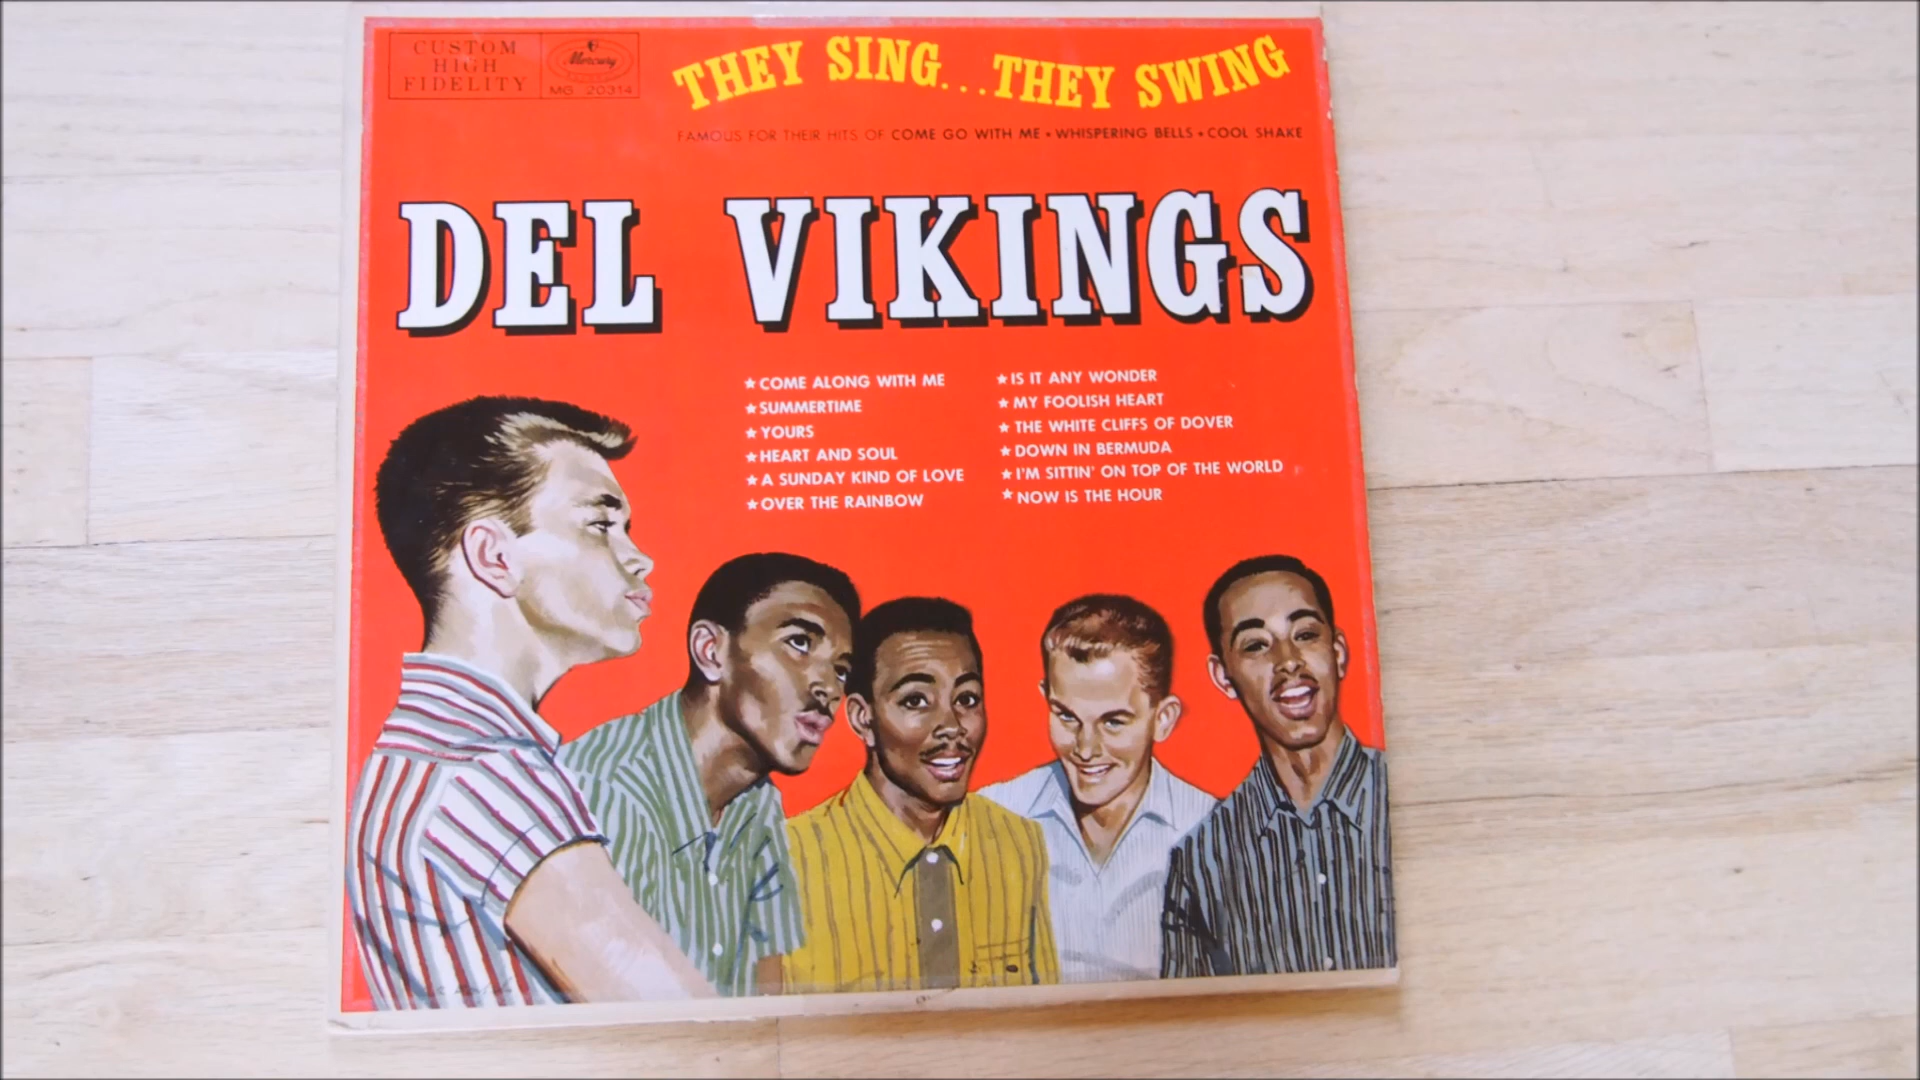 CUSTOM
HIGH
FIDELITY
Mercury
MG 20314
THEY SING...THEY SWING
FAMOUS FOR THEIR HITS OF COME GO WITH ME • WHISPERING BELLS • COOL SHAKE
DEL VIKINGS
★ COME ALONG WITH ME
★ SUMMERTIME
★ YOURS
★ HEART AND SOUL
★ A SUNDAY KIND OF LOVE
★ OVER THE RAINBOW
★ IS IT ANY WONDER
★ MY FOOLISH HEART
★ THE WHITE CLIFFS OF DOVER
★ DOWN IN BERMUDA
★ I'M SITTIN' ON TOP OF THE WORLD
★ NOW IS THE HOUR